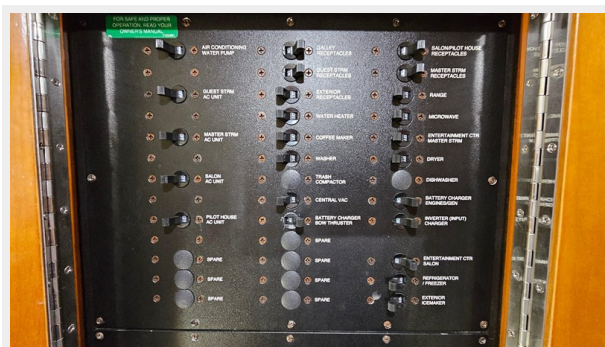 FOR SAFE AND PROPER
OPERATION, READ YOUR
OWNER'S MANUAL
AIR CONDITIONING
WATER PUMP
GUEST STRM
AC UNIT
MASTER STRM
AC UNIT
SALON
AC UNIT
PILOT HOUSE
AC UNIT
SPARE
SPARE
SPARE
GALLEY
RECEPTACLES
GUEST STRM
RECEPTACLES
EXTERIOR
RECEPTACLES
WATER HEATER
COFFEE MAKER
WASHER
TRASH
COMPACTOR
CENTRAL VAC
BATTERY CHARGER
BOW THRUSTER
SPARE
SPARE
SPARE
SPARE
SALON/PILOT HOUSE
RECEPTACLES
MASTER STRM
RECEPTACLES
RANGE
MICROWAVE
ENTERTAINMENT CTR
MASTER STRM
DRYER
DISHWASHER
BATTERY CHARGER
ENGINES/GEN
INVERTER (INPUT)
CHARGER
ENTERTAINMENT CTR
SALON
REFRIGERATOR
/ FREEZER
EXTERIOR
ICEMAKER